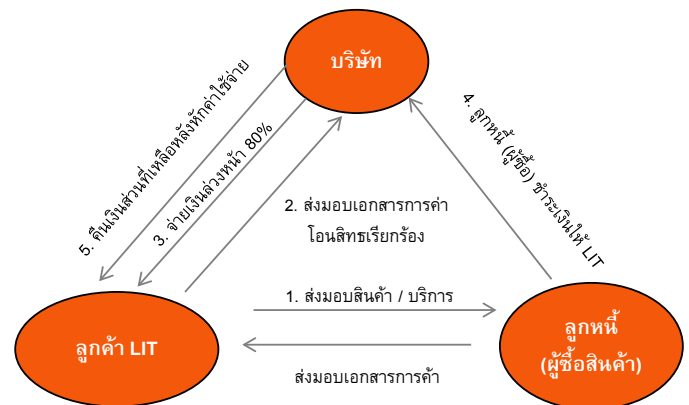 บริษัท
5. คืนเงินส่วนที่เหลือหลังหักค่าใช้จ่าย
3. จ่ายเงินล่วงหน้า 80%
4. ลูกหนี้ (ผู้ซื้อ) ชำระเงินให้ LIT
2. ส่งมอบเอกสารการค่า
โอนสิทธเรียกร้อง
1. ส่งมอบสินค้า / บริการ
ลูกค้า LIT
ลูกหนี้
(ผู้ซื้อสินค้า)
ส่งมอบเอกสารการค้า